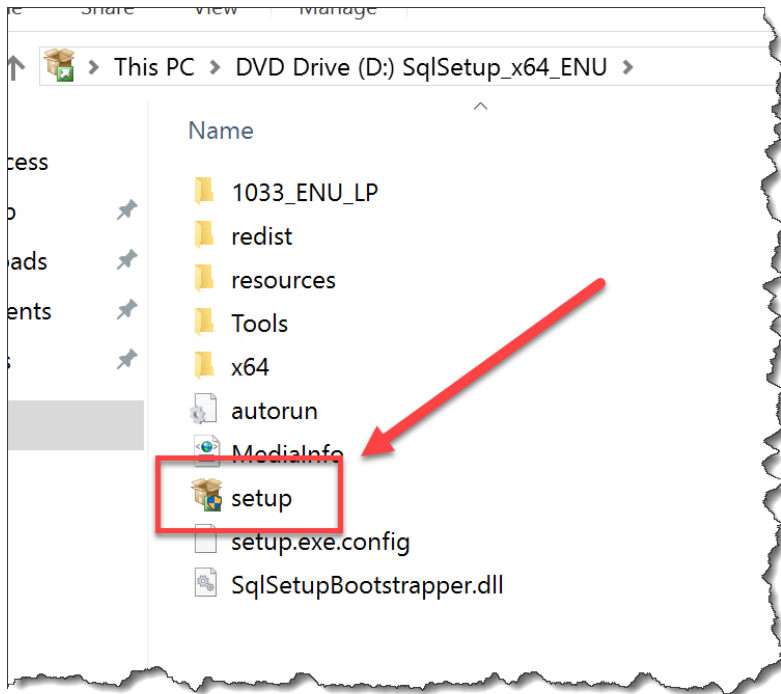 Share View Manage
This PC > DVD Drive (D:) SqlSetup_x64_ENU >
Name
cess
1033_ENU_LP
redist
oads
resources
ents
Tools
x64
autorun
MediaInfo
setup
setup.exe.config
SqlSetupBootstrapper.dll